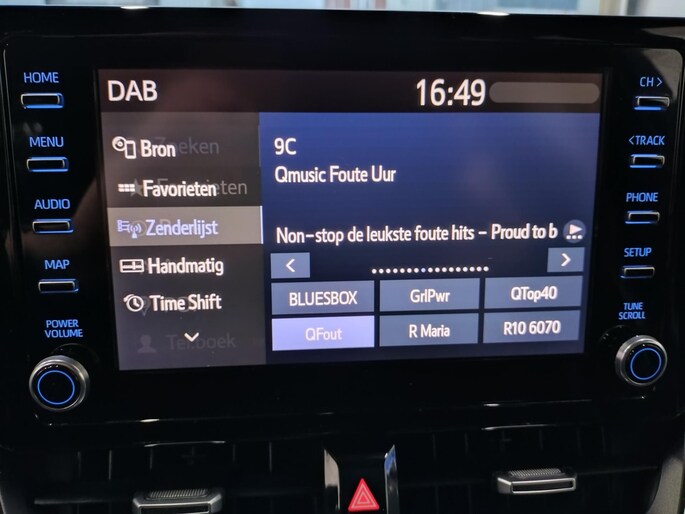 HOME
MENU
AUDIO
MAP
POWER
VOLUME
DAB
16:49
Zoeken
Bron
Favorieten
Zenderlijst
Handmatig
Time Shift
9C
Qmusic Foute Uur
Non-stop de leukste foute hits – Proud to b
<
>
BLUESBOX
GrlPwr
QTop40
QFout
R Maria
R10 6070
CH >
< TRACK
PHONE
SETUP
TUNE
SCROLL